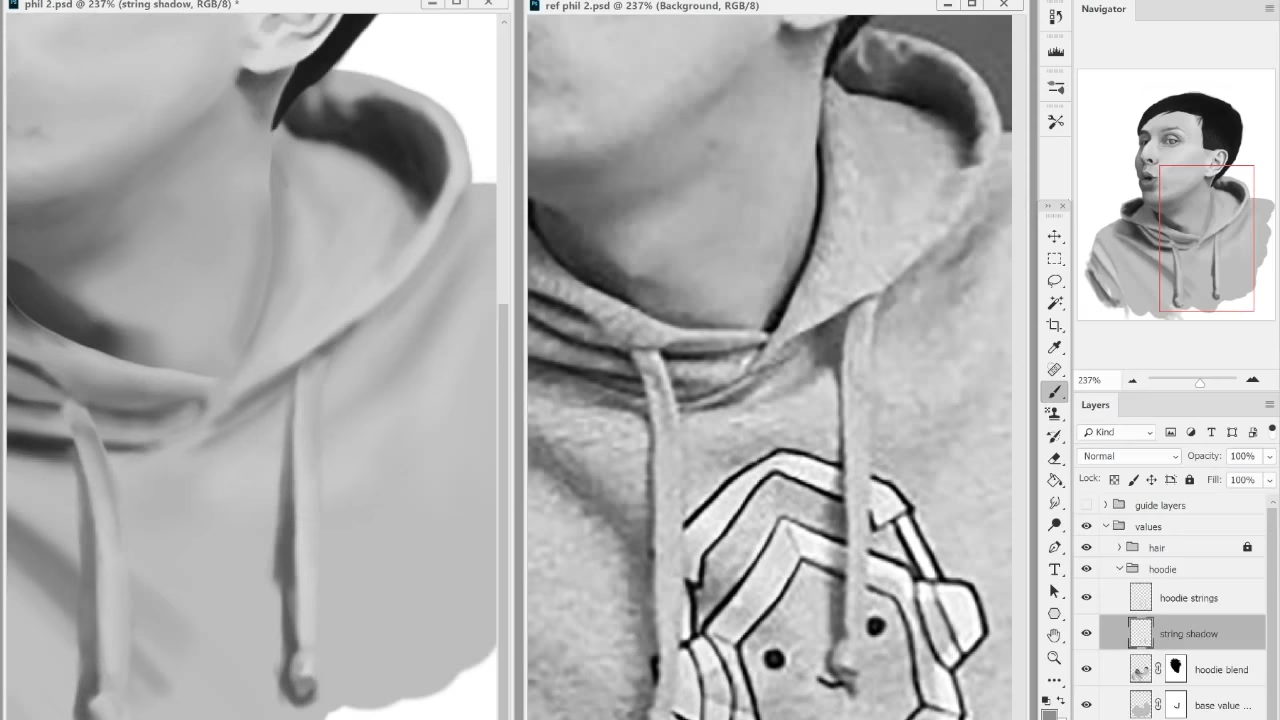 phil 2.psd @ 237% (string shadow, RGB/8) *
ref phil 2.psd @ 237% (Background, RGB/8)
Navigator
237%
Layers
Kind
Normal
Opacity: 100%
Lock:
Fill: 100%
guide layers
values
hair
hoodie
hoodie strings
string shadow
hoodie blend
base value ...